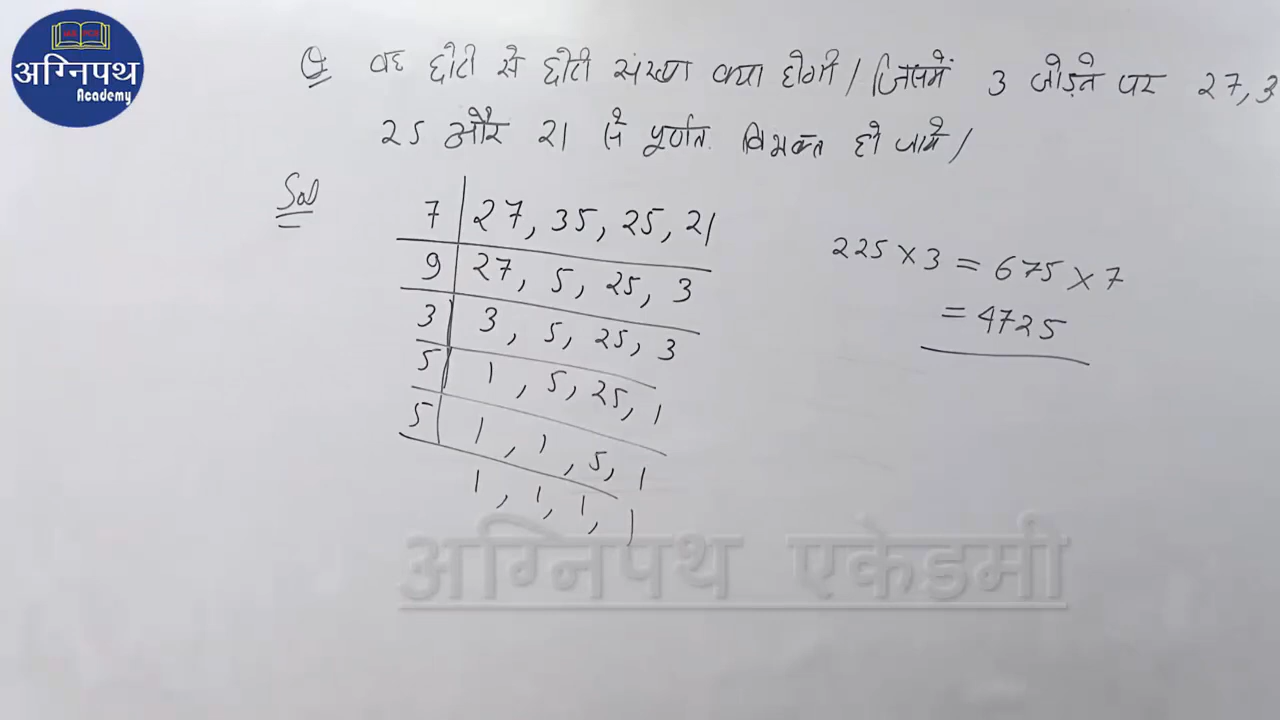 अग्निपथ
Academy
Q वह छोटी से छोटी संख्या क्या होगी / जिसमें 3 जोड़ने पर 27, 3
25 और 21 से पूर्णत: विभक्त हो जाये /
Sol
7 | 27, 35, 25, 21
9 | 27, 5, 25, 3
3 | 3, 5, 25, 3
5 | 1, 5, 25, 1
5 | 1, 1, 5, 1
1, 1, 1, 1
225 × 3 = 675 × 7
= 4725
अग्निपथ एकेडमी